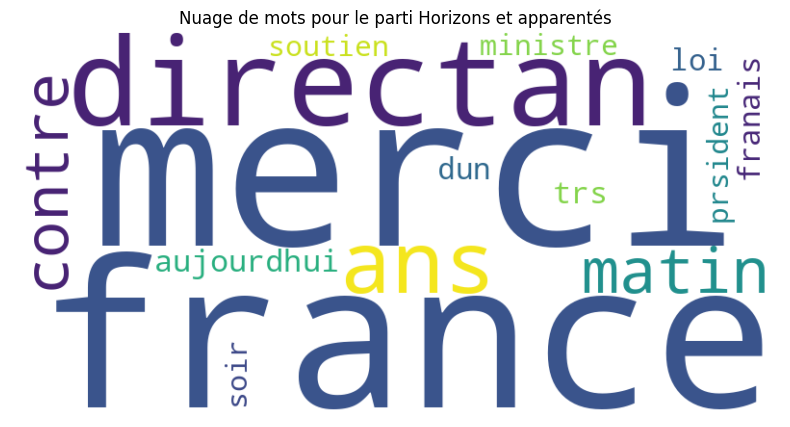 Nuage de mots pour le parti Horizons et apparentés
soutien
ministre
directan
loi
contre
franais
prsident
merci
dun
trs
aujourdhui
ans
matin
france
soir